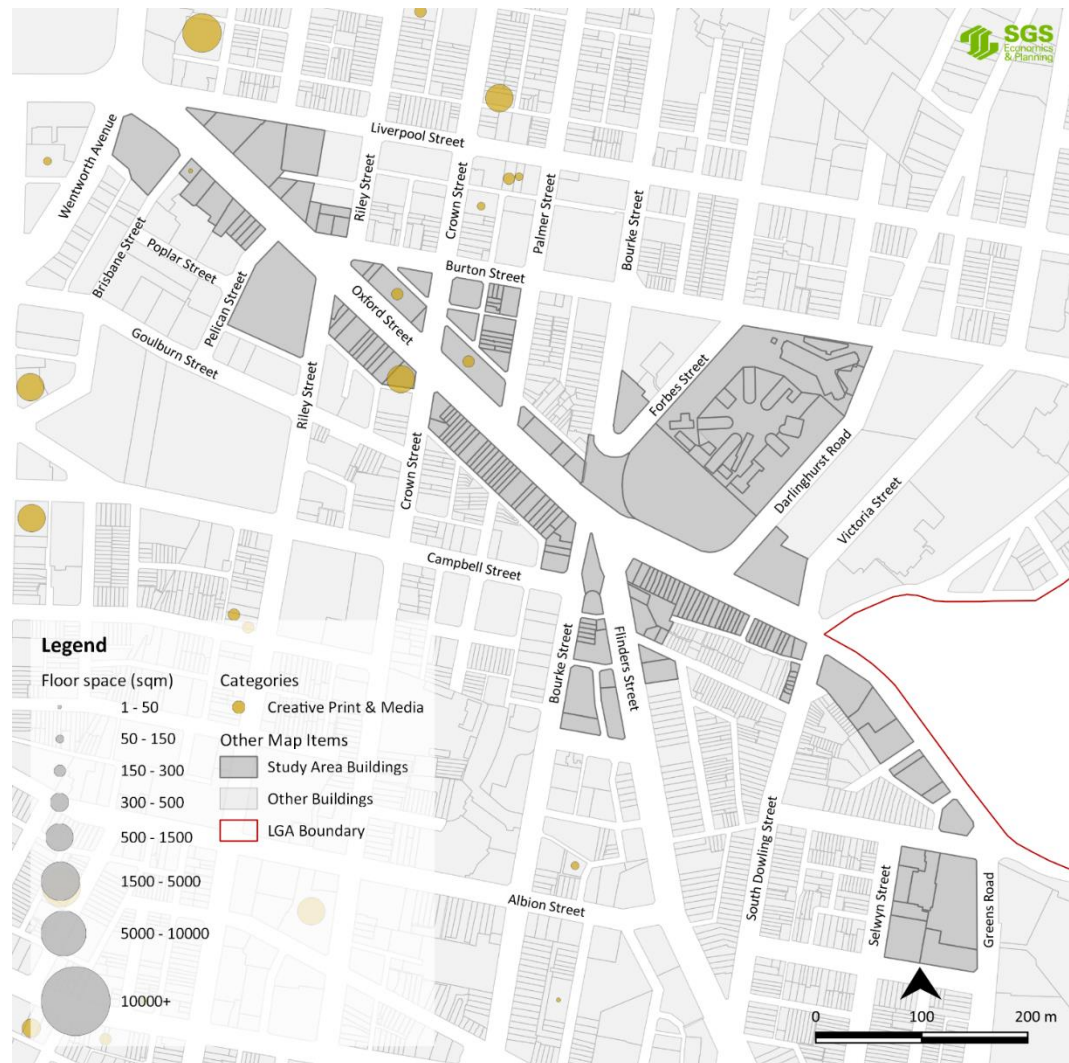 SGS
Economics
& Planning
Liverpool Street
Wentworth Avenue
Riley Street
Crown Street
Palmer Street
Bourke Street
Brisbane Street
Poplar Street
Burton Street
Pelican Street
Oxford Street
Goulburn Street
Riley Street
Forbes Street
Crown Street
Darlinghurst Road
Victoria Street
Campbell Street
Bourke Street
Flinders Street
South Dowling Street
Albion Street
Selwyn Street
Greens Road
Legend
Floor space (sqm)
1 - 50
50 - 150
150 - 300
300 - 500
500 - 1500
1500 - 5000
5000 - 10000
10000+
Categories
Creative Print & Media
Other Map Items
Study Area Buildings
Other Buildings
LGA Boundary
0 100 200 m